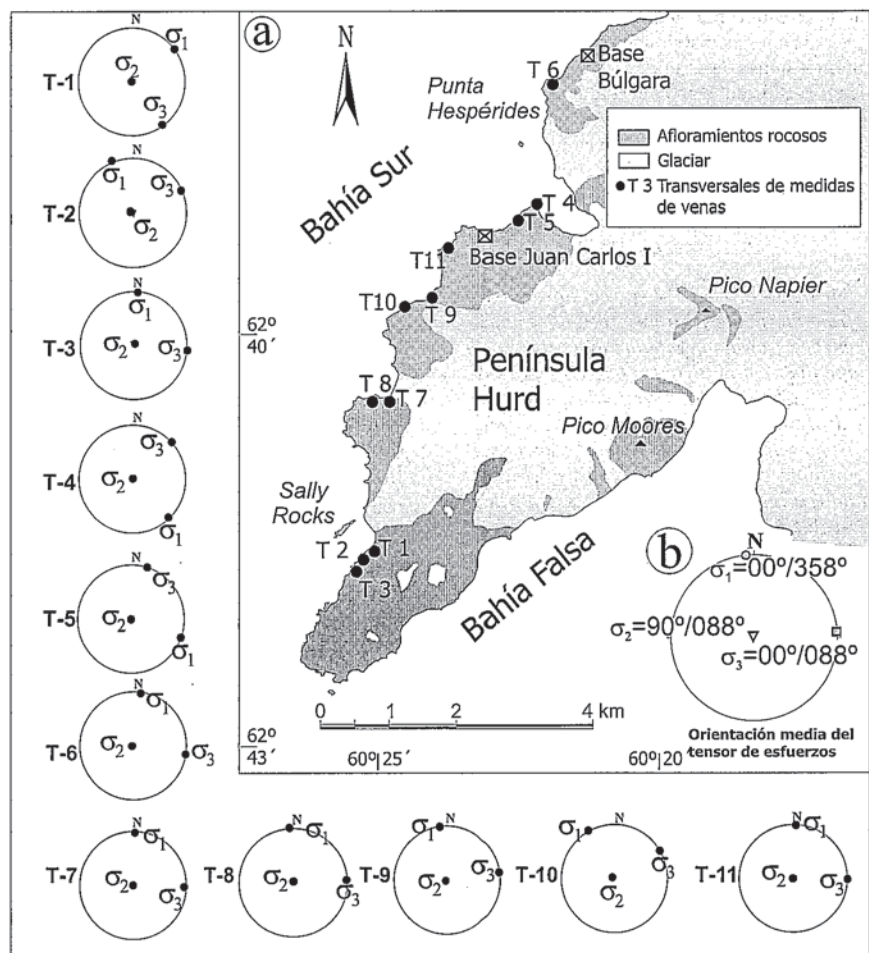 N
σ1
σ2
T-1
σ3
N
σ1
σ3
T-2
σ2
N
σ1
T-3
σ2
σ3
N
σ3
T-4
σ2
σ1
N
σ3
T-5
σ2
σ1
N
σ1
T-6
σ2
σ3
N
σ1
T-7
σ2
σ3
N
σ1
T-8
σ2
σ3
N
σ1
T-9
σ2
σ3
N
σ1
σ3
T-10
σ2
N
σ1
T-11
σ2
σ3
a
N
T 6
Base
Búlgara
Punta
Hespérides
Afloramientos rocosos
Glaciar
T 3 Transversales de medidas
de venas
Bahía Sur
T 4
T 5
Base Juan Carlos I
T11
T10
T 9
Pico Napier
62º
40´
Península
Hurd
T 8
T 7
Pico Moores
Sally
Rocks
T 2
T 1
T 3
Bahía Falsa
b
N
σ1=00º/358º
σ2=90º/088º
σ3=00º/088º
Orientación media del
tensor de esfuerzos
0 1 2 4 km
62º
43´
60º 25´
60º 20